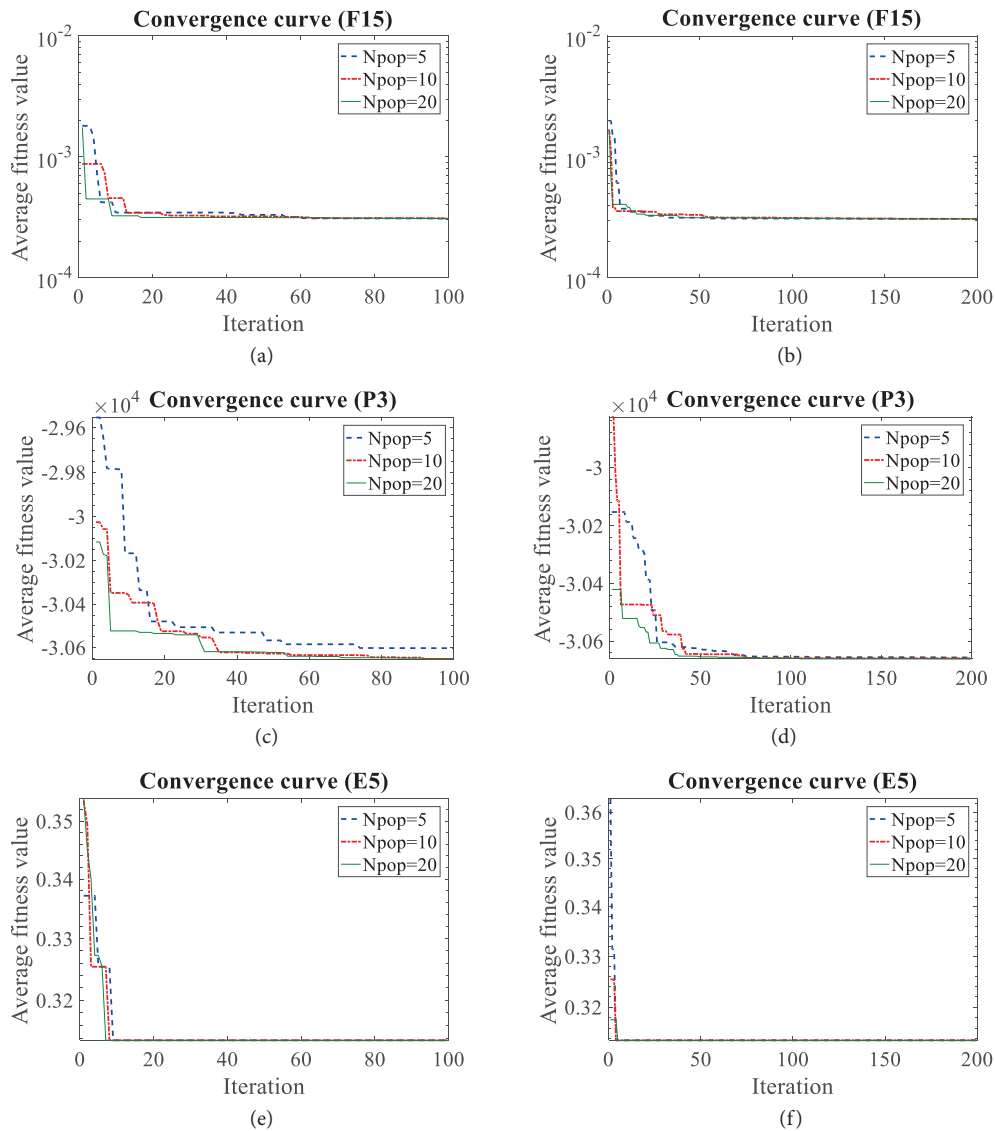 Convergence curve (F15)
10^-2
10^-3
10^-4
Average fitness value
Npop=5
Npop=10
Npop=20
0 20 40 60 80 100
Iteration
(a)
Convergence curve (F15)
10^-2
10^-3
10^-4
Average fitness value
Npop=5
Npop=10
Npop=20
0 50 100 150 200
Iteration
(b)
Convergence curve (P3)
×10^4
-2.96
-2.98
-3
-3.02
-3.04
-3.06
Average fitness value
Npop=5
Npop=10
Npop=20
0 20 40 60 80 100
Iteration
(c)
Convergence curve (P3)
×10^4
-3
-3.02
-3.04
-3.06
Average fitness value
Npop=5
Npop=10
Npop=20
0 50 100 150 200
Iteration
(d)
Convergence curve (E5)
0.35
0.34
0.33
0.32
Average fitness value
Npop=5
Npop=10
Npop=20
0 20 40 60 80 100
Iteration
(e)
Convergence curve (E5)
0.36
0.35
0.34
0.33
0.32
Average fitness value
Npop=5
Npop=10
Npop=20
0 50 100 150 200
Iteration
(f)